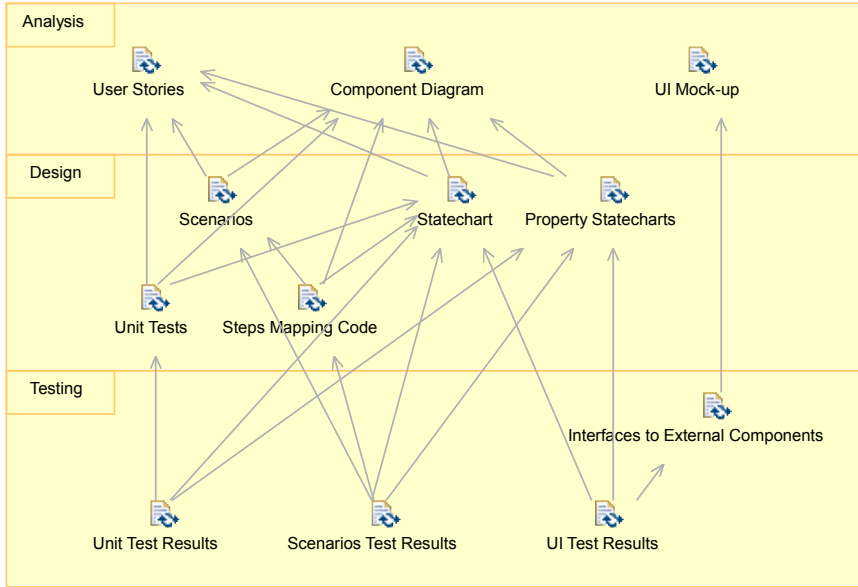 Analysis
User Stories
Component Diagram
UI Mock-up
Design
Scenarios
Statechart
Property Statecharts
Unit Tests
Steps Mapping Code
Testing
Interfaces to External Components
Unit Test Results
Scenarios Test Results
UI Test Results